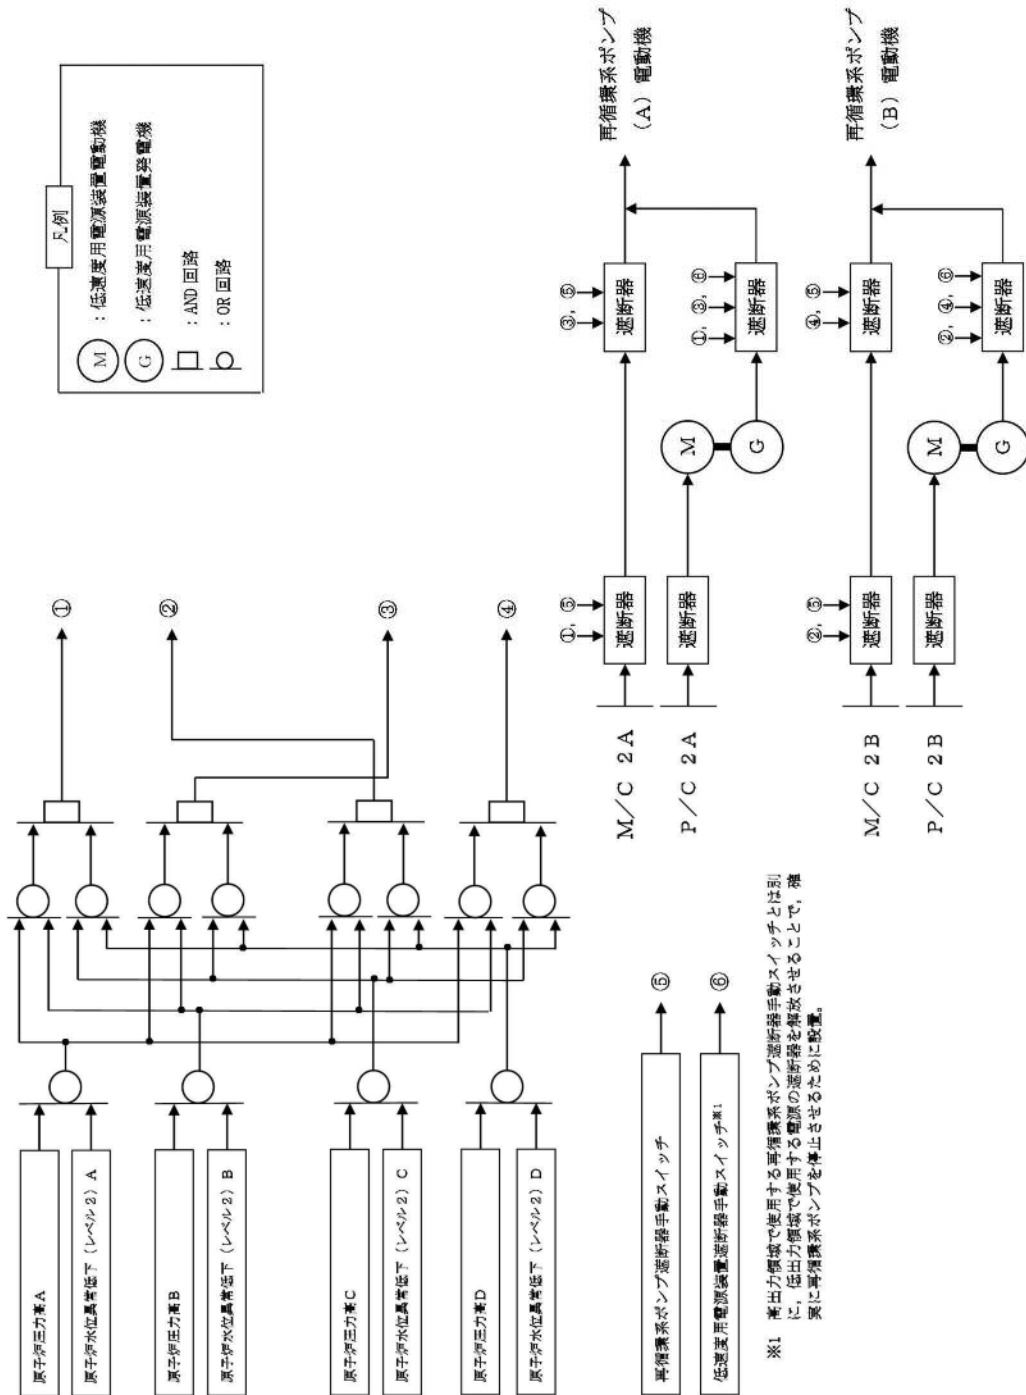 原子炉圧力高A
原子炉水位異常低下（レベル2）A
原子炉圧力高B
原子炉水位異常低下（レベル2）B
原子炉圧力高C
原子炉水位異常低下（レベル2）C
原子炉圧力高D
原子炉水位異常低下（レベル2）D
①
②
③
④
再循環系ポンプ遮断器手動スイッチ
⑤
低速度用電源装置遮断器手動スイッチ※1
⑥
※1 高出力領域で使用する再循環系ポンプ遮断器手動スイッチとは別
に，低出力領域で使用する電源の遮断器を解放させることで，確
実に再循環系ポンプを停止させるために設置。
凡例
M ：低速度用電源装置電動機
G ：低速度用電源装置発電機
：AND回路
：OR回路
M／C 2A
①，⑤
遮断器
③，⑤
遮断器
再循環系ポンプ
（A）電動機
P／C 2A
遮断器
M
G
①，③，⑥
遮断器
M／C 2B
②，⑤
遮断器
④，⑤
遮断器
再循環系ポンプ
（B）電動機
P／C 2B
遮断器
M
G
②，④，⑥
遮断器